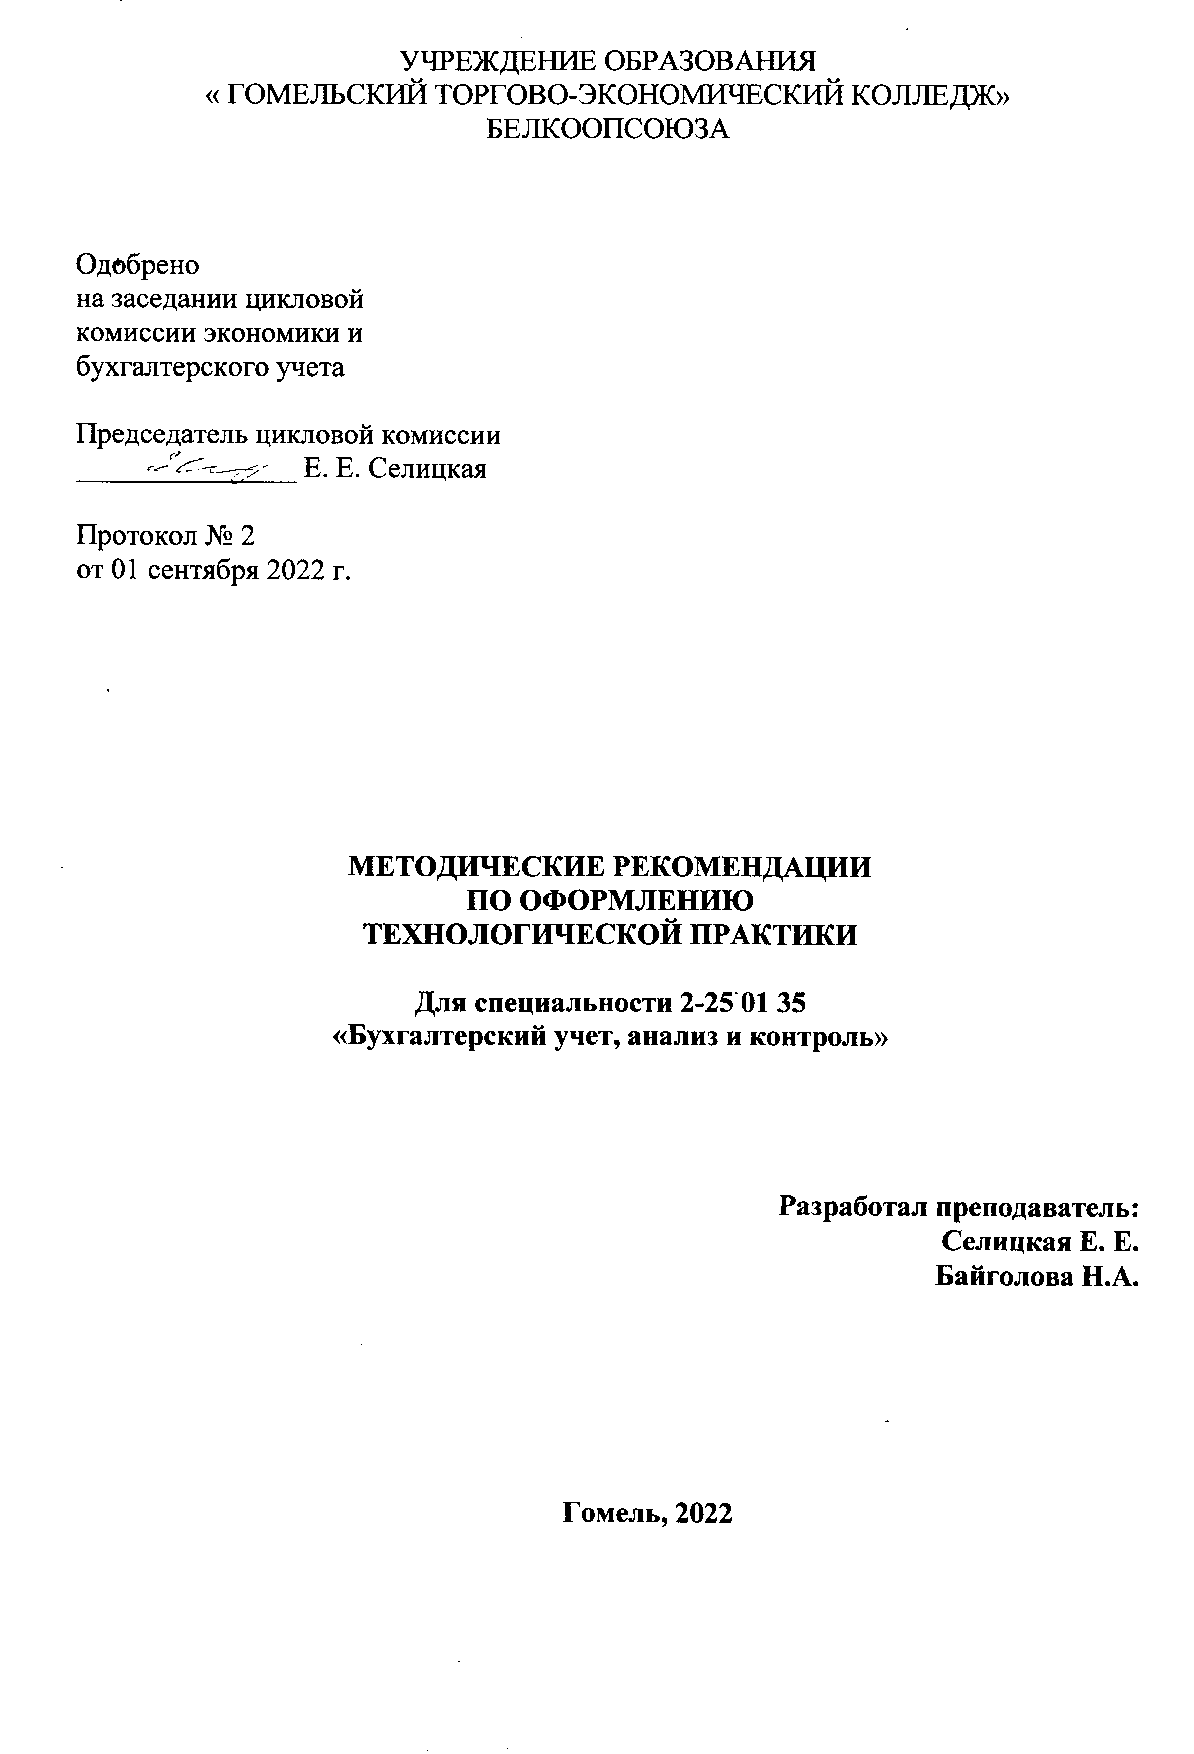 УЧРЕЖДЕНИЕ ОБРАЗОВАНИЯ
« ГОМЕЛЬСКИЙ ТОРГОВО-ЭКОНОМИЧЕСКИЙ КОЛЛЕДЖ»
БЕЛКООПСОЮЗА
Одобрено
на заседании цикловой
комиссии экономики и
бухгалтерского учета
Председатель цикловой комиссии
Е. Е. Селицкая
Протокол № 2
от 01 сентября 2022 г.
МЕТОДИЧЕСКИЕ РЕКОМЕНДАЦИИ
ПО ОФОРМЛЕНИЮ
ТЕХНОЛОГИЧЕСКОЙ ПРАКТИКИ
Для специальности 2-25 01 35
«Бухгалтерский учет, анализ и контроль»
Разработал преподаватель:
Селицкая Е. Е.
Байголова Н.А.
Гомель, 2022